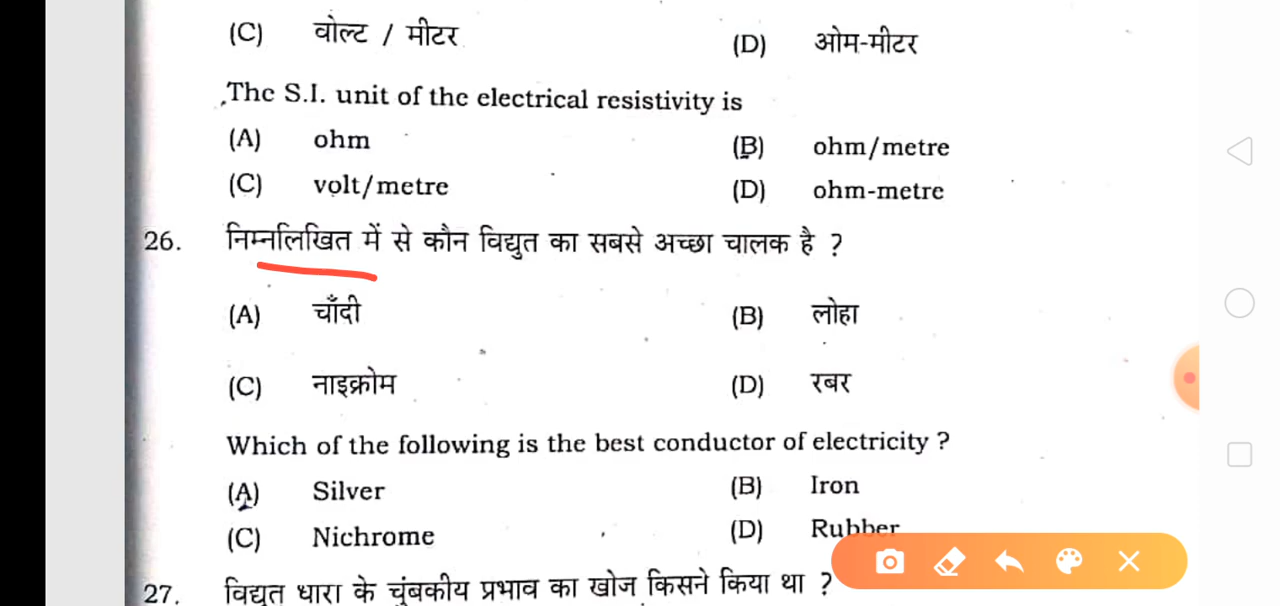 (C) वोल्ट / मीटर (D) ओम-मीटर
The S.I. unit of the electrical resistivity is
(A) ohm (B) ohm/metre
(C) volt/metre (D) ohm-metre
26. निम्नलिखित में से कौन विद्युत का सबसे अच्छा चालक है ?
(A) चाँदी (B) लोहा
(C) नाइक्रोम (D) रबर
Which of the following is the best conductor of electricity ?
(A) Silver (B) Iron
(C) Nichrome (D) Rubber
27. विद्युत धारा के चुंबकीय प्रभाव का खोज किसने किया था ?